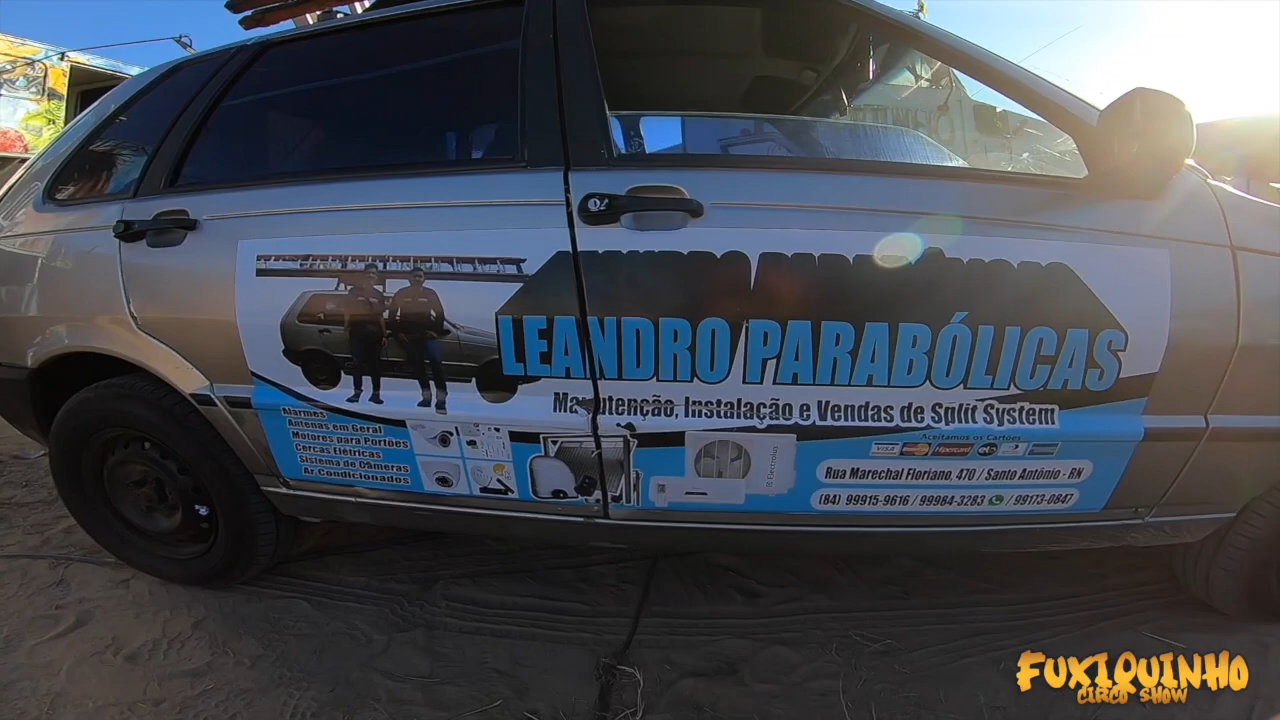 LEANDRO PARABÓLICAS
Manutenção, Instalação e Vendas de Split System
Alarmes
Antenas em Geral
Motores para Portões
Cercas Elétricas
Sistema de Câmeras
Ar Condicionados
Aceitamos os Cartões
VISA MasterCard Hipercard elo
Electrolux
Rua Marechal Floriano, 470 / Santo Antônio - RN
(84) 99915-9616 / 99984-3283 / 99173-0847
FUXIQUINHO
CIRCO SHOW